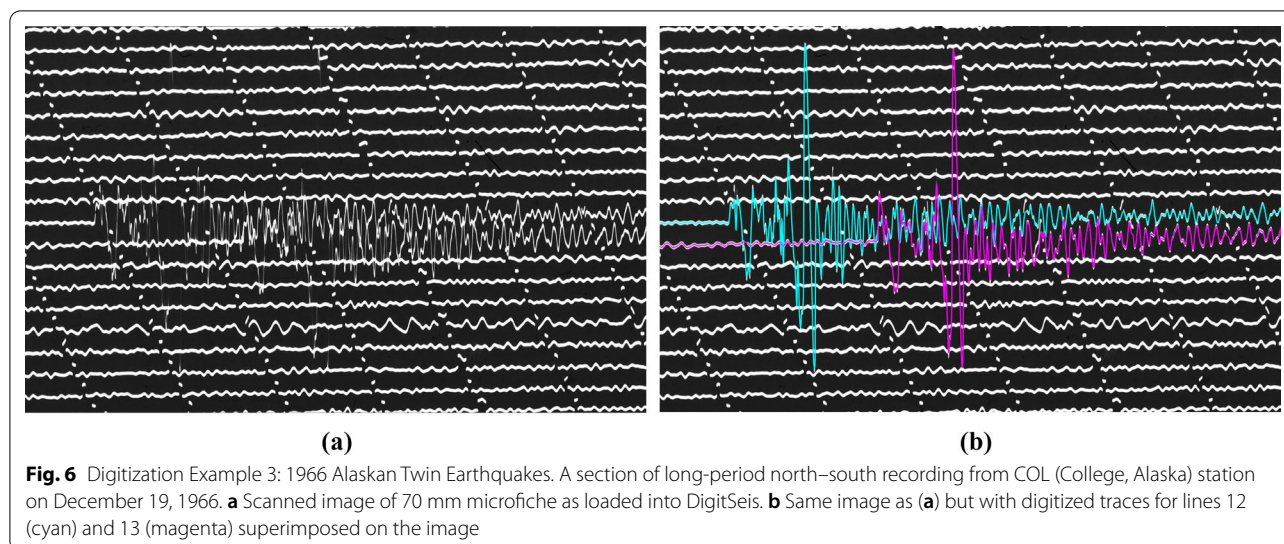 (a)
(b)
Fig. 6 Digitization Example 3: 1966 Alaskan Twin Earthquakes. A section of long-period north–south recording from COL (College, Alaska) station
on December 19, 1966. a Scanned image of 70 mm microfiche as loaded into DigitSeis. b Same image as (a) but with digitized traces for lines 12
(cyan) and 13 (magenta) superimposed on the image